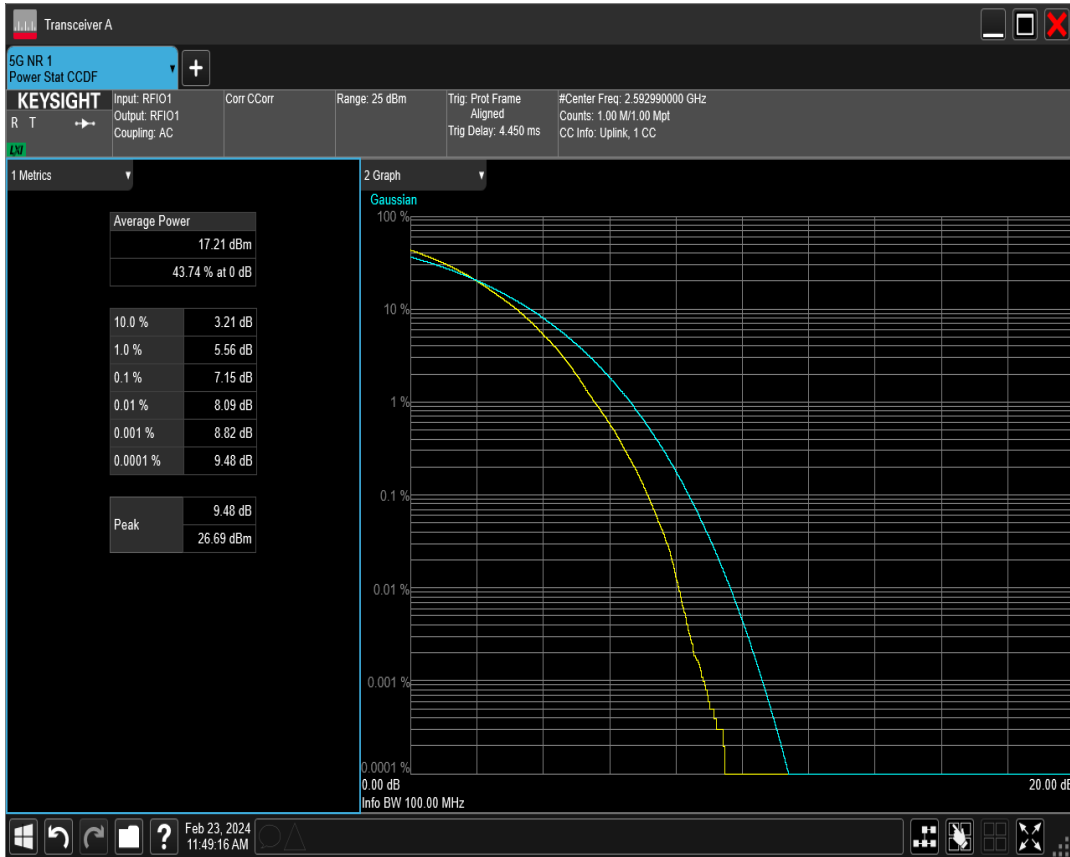 Transceiver A
5G NR 1
Power Stat CCDF
+
KEYSIGHT
R T
LXI
Input: RFIO1
Output: RFIO1
Coupling: AC
Corr CCorr
Range: 25 dBm
Trig: Prot Frame
Aligned
Trig Delay: 4.450 ms
#Center Freq: 2.592990000 GHz
Counts: 1.00 M/1.00 Mpt
CC Info: Uplink, 1 CC
1 Metrics
Average Power
17.21 dBm
43.74 % at 0 dB
10.0 % 3.21 dB
1.0 % 5.56 dB
0.1 % 7.15 dB
0.01 % 8.09 dB
0.001 % 8.82 dB
0.0001 % 9.48 dB
Peak 9.48 dB
26.69 dBm
2 Graph
Gaussian
100 %
10 %
1 %
0.1 %
0.01 %
0.001 %
0.0001 %
0.00 dB 20.00 dB
Info BW 100.00 MHz
?
Feb 23, 2024
11:49:16 AM